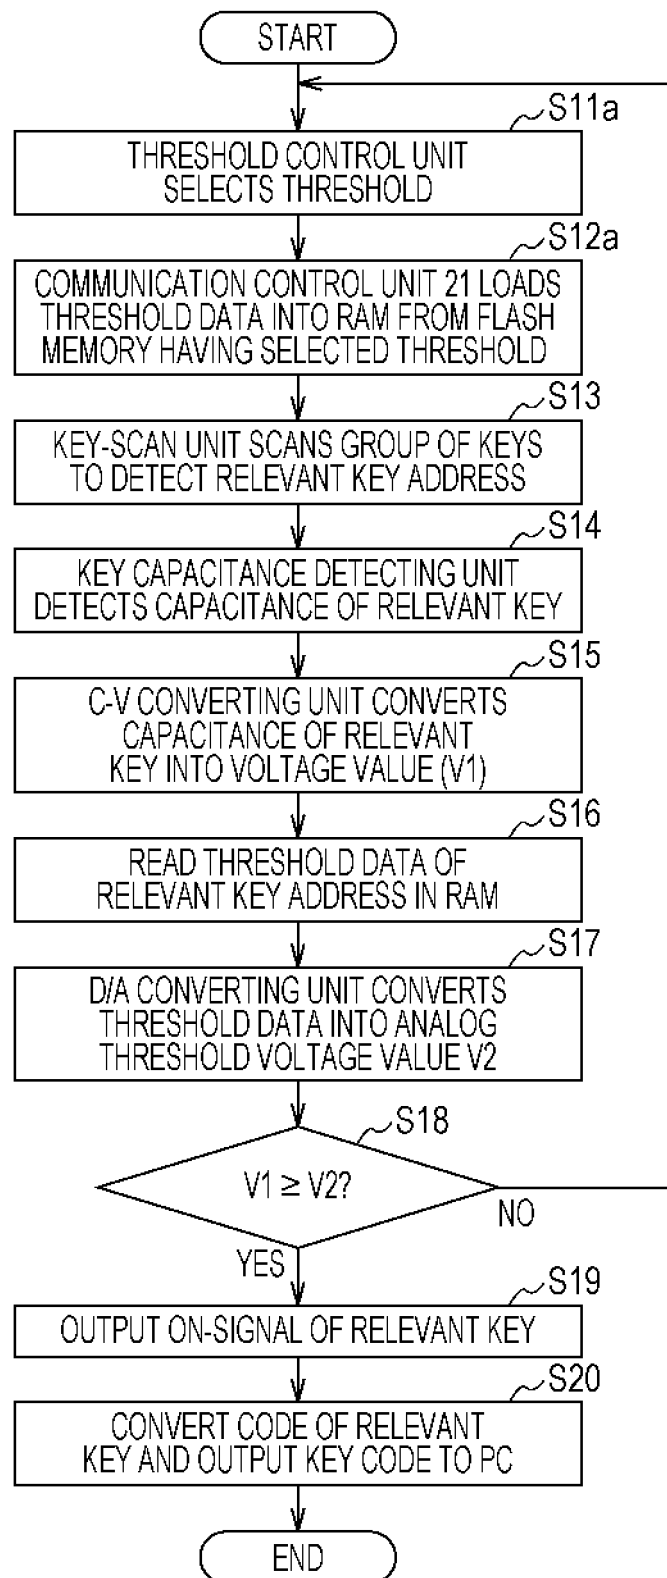 START
S11a
THRESHOLD CONTROL UNIT
SELECTS THRESHOLD
S12a
COMMUNICATION CONTROL UNIT 21 LOADS
THRESHOLD DATA INTO RAM FROM FLASH
MEMORY HAVING SELECTED THRESHOLD
S13
KEY-SCAN UNIT SCANS GROUP OF KEYS
TO DETECT RELEVANT KEY ADDRESS
S14
KEY CAPACITANCE DETECTING UNIT
DETECTS CAPACITANCE OF RELEVANT KEY
S15
C-V CONVERTING UNIT CONVERTS
CAPACITANCE OF RELEVANT
KEY INTO VOLTAGE VALUE (V1)
S16
READ THRESHOLD DATA OF
RELEVANT KEY ADDRESS IN RAM
S17
D/A CONVERTING UNIT CONVERTS
THRESHOLD DATA INTO ANALOG
THRESHOLD VOLTAGE VALUE V2
S18
V1 ≥ V2?
NO
YES
S19
OUTPUT ON-SIGNAL OF RELEVANT KEY
S20
CONVERT CODE OF RELEVANT
KEY AND OUTPUT KEY CODE TO PC
END